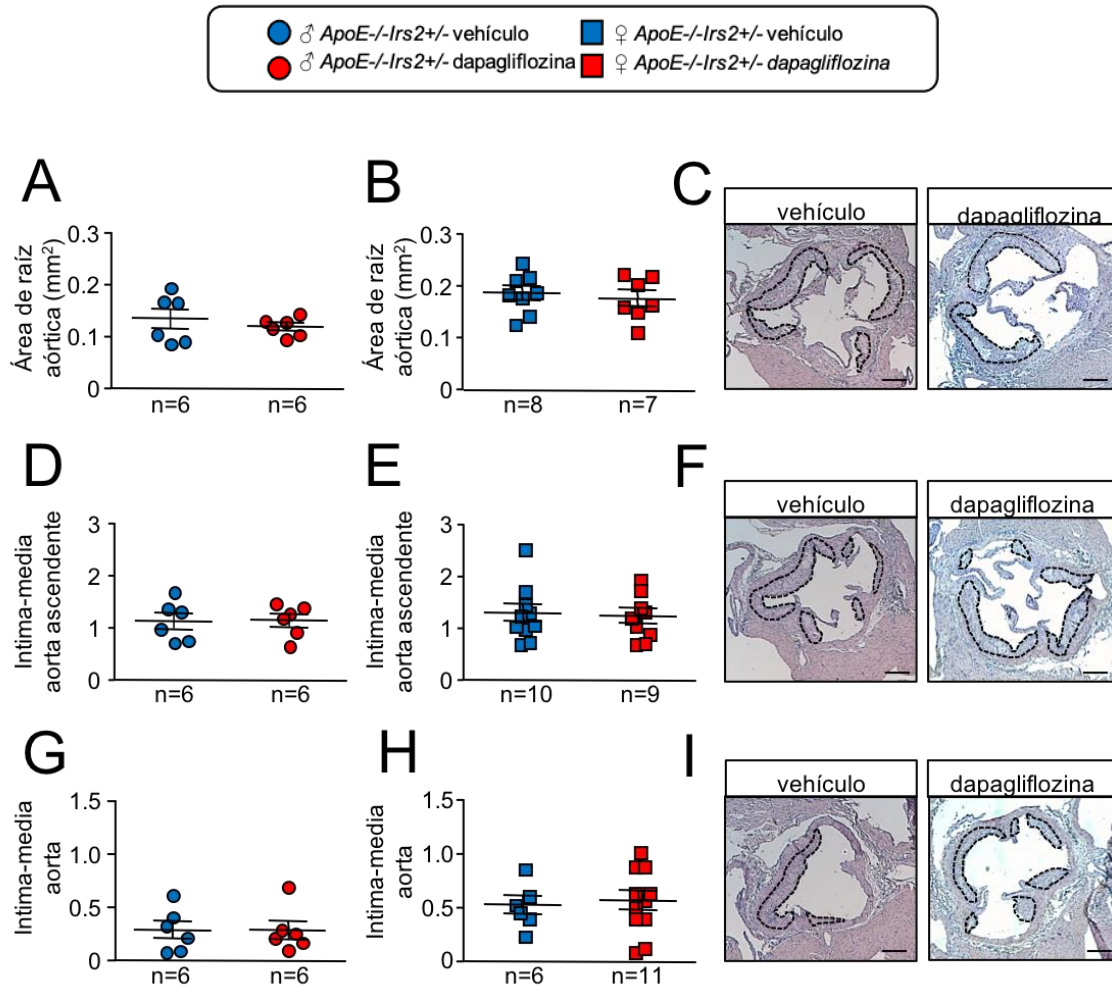 ♂ ApoE-/-Irs2+/- vehículo
♀ ApoE-/-Irs2+/- vehículo
♂ ApoE-/-Irs2+/- dapagliflozina
♀ ApoE-/-Irs2+/- dapagliflozina
A
Área de raíz
aórtica (mm²)
0.3
0.2
0.1
0
n=6
n=6
B
Área de raíz
aórtica (mm²)
0.3
0.2
0.1
0
n=8
n=7
C
vehículo
dapagliflozina
D
Intima-media
aorta ascendente
3
2
1
0
n=6
n=6
E
Intima-media
aorta ascendente
3
2
1
0
n=10
n=9
F
vehículo
dapagliflozina
G
Intima-media
aorta
1.5
1.0
0.5
0
n=6
n=6
H
Intima-media
aorta
1.5
1.0
0.5
0
n=6
n=11
I
vehículo
dapagliflozina